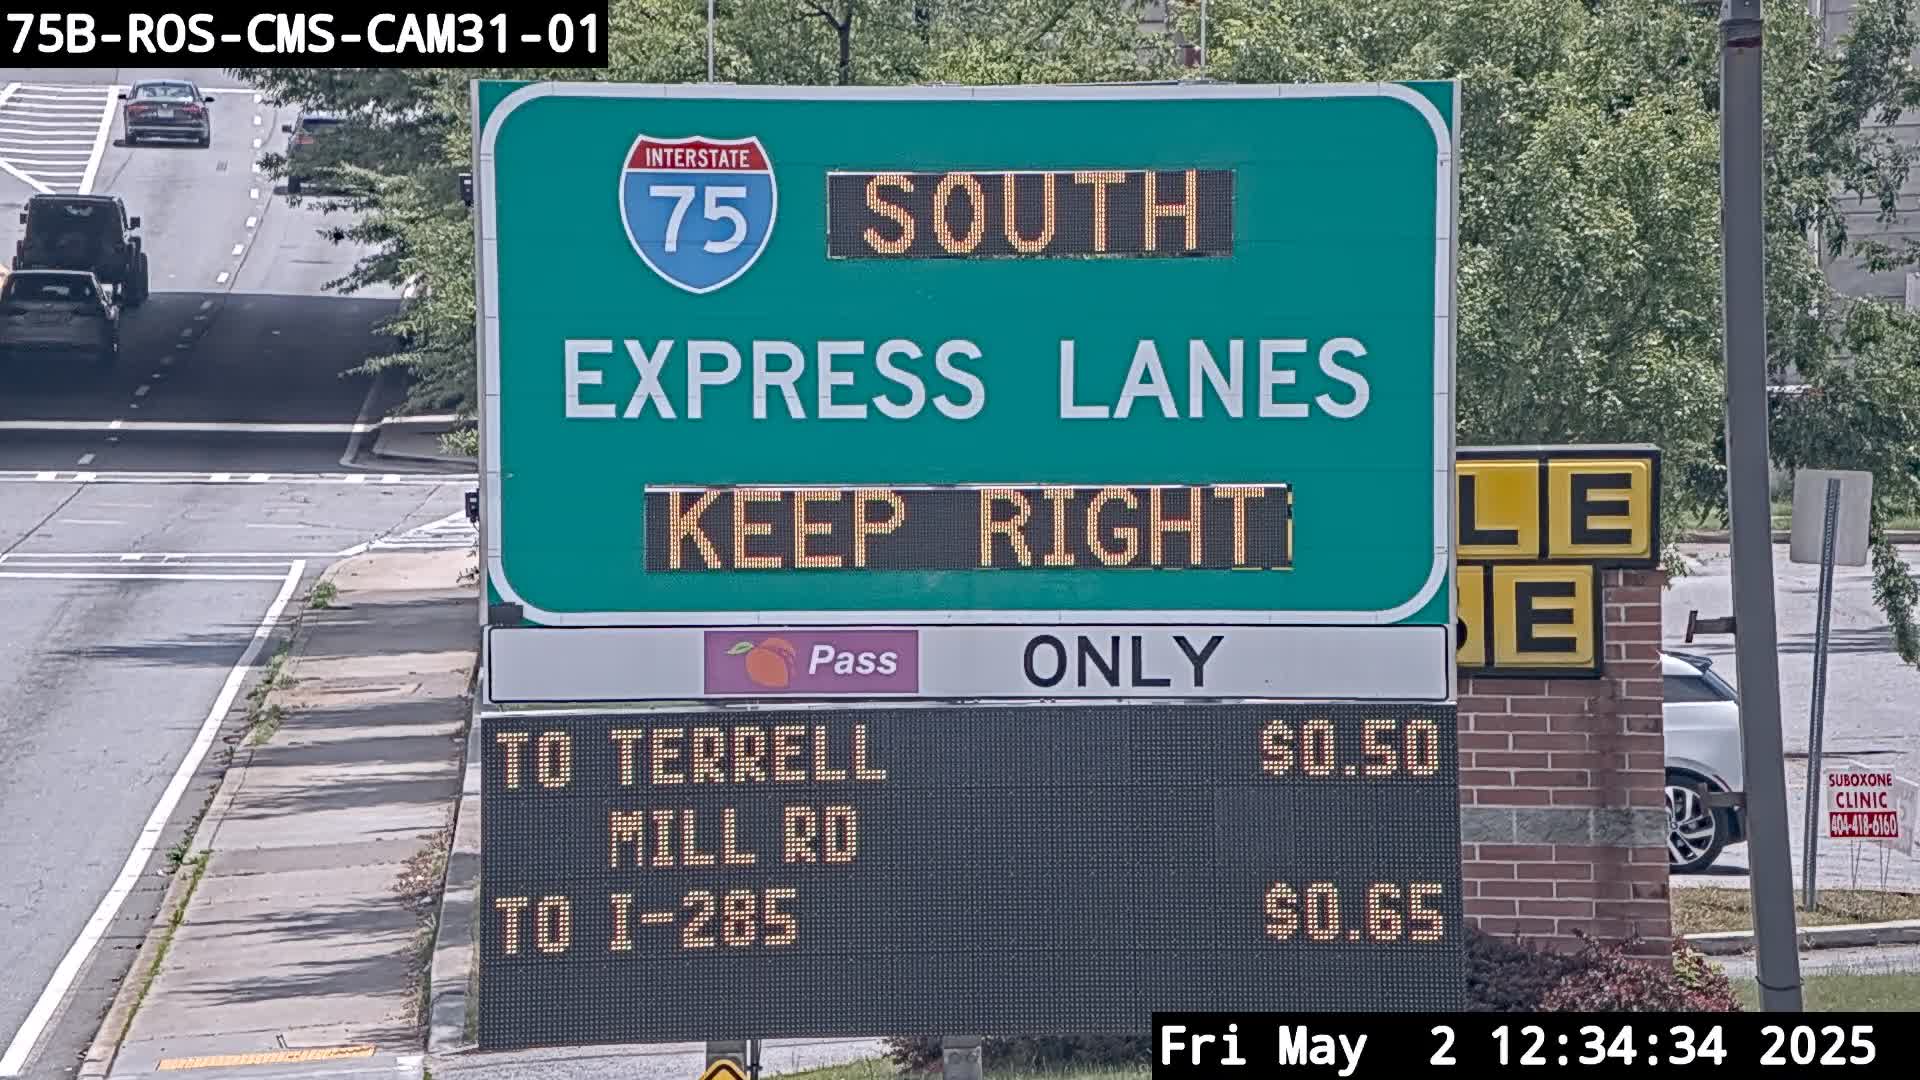 75B-ROS-CMS-CAM31-01
INTERSTATE
75
SOUTH
EXPRESS LANES
KEEP RIGHT
Pass ONLY
TO TERRELL $0.50
MILL RD
TO I-285 $0.65
LE
E
SUBOXONE
CLINIC
404-418-6160
Fri May 2 12:34:34 2025